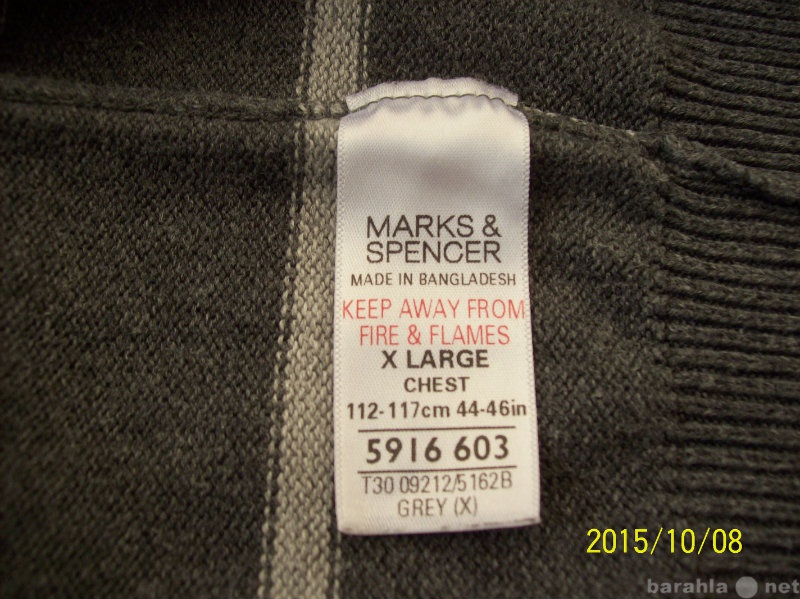 MARKS &
SPENCER
MADE IN BANGLADESH
KEEP AWAY FROM
FIRE & FLAMES
X LARGE
CHEST
112-117cm 44-46in
5916 603
T30 09212/5162B
GREY (X)
2015/10/08
barahla net